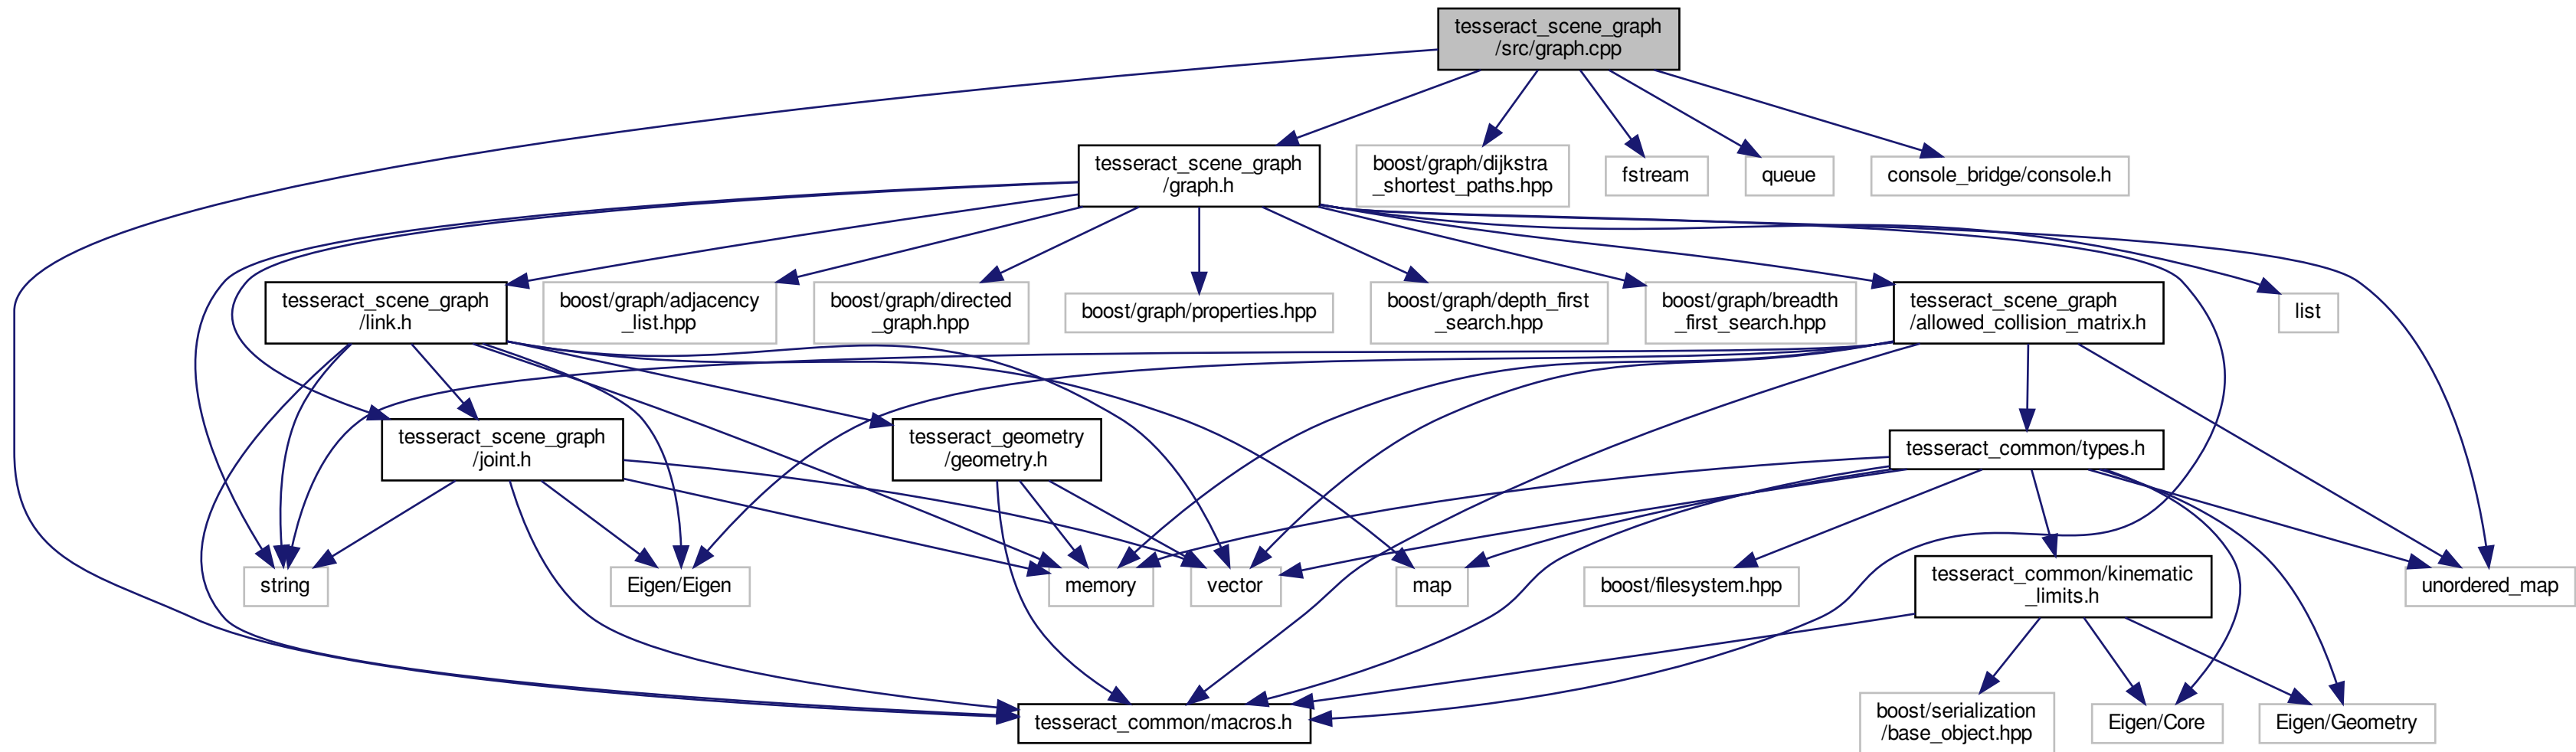 tesseract_scene_graph
/src/graph.cpp
tesseract_scene_graph
/graph.h
boost/graph/dijkstra
_shortest_paths.hpp
fstream
queue
console_bridge/console.h
tesseract_scene_graph
/link.h
boost/graph/adjacency
_list.hpp
boost/graph/directed
_graph.hpp
boost/graph/properties.hpp
boost/graph/depth_first
_search.hpp
boost/graph/breadth
_first_search.hpp
tesseract_scene_graph
/allowed_collision_matrix.h
list
tesseract_scene_graph
/joint.h
tesseract_geometry
/geometry.h
tesseract_common/types.h
string
Eigen/Eigen
memory
vector
map
boost/filesystem.hpp
tesseract_common/kinematic
_limits.h
unordered_map
tesseract_common/macros.h
boost/serialization
/base_object.hpp
Eigen/Core
Eigen/Geometry